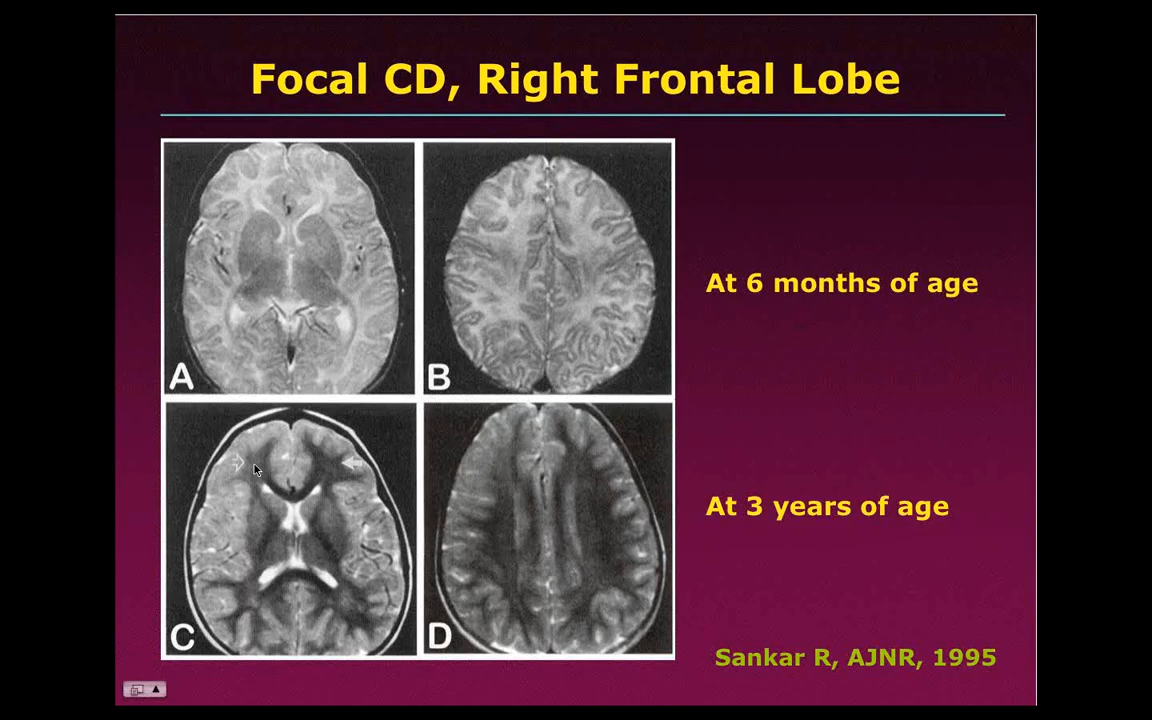 Focal CD, Right Frontal Lobe
A
B
At 6 months of age
C
D
At 3 years of age
Sankar R, AJNR, 1995